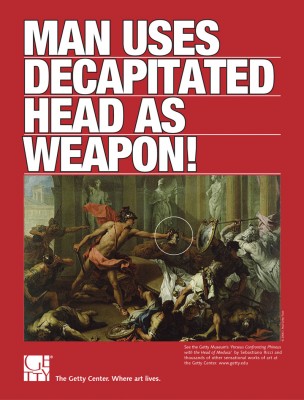 MAN USES
DECAPITATED
HEAD AS
WEAPON!
See the Getty Museum's 'Perseus Confronting Phineus
with the Head of Medusa' by Sebastiano Ricci and
thousands of other sensational works of art at
the Getty Center. www.getty.edu
The Getty Center. Where art lives.